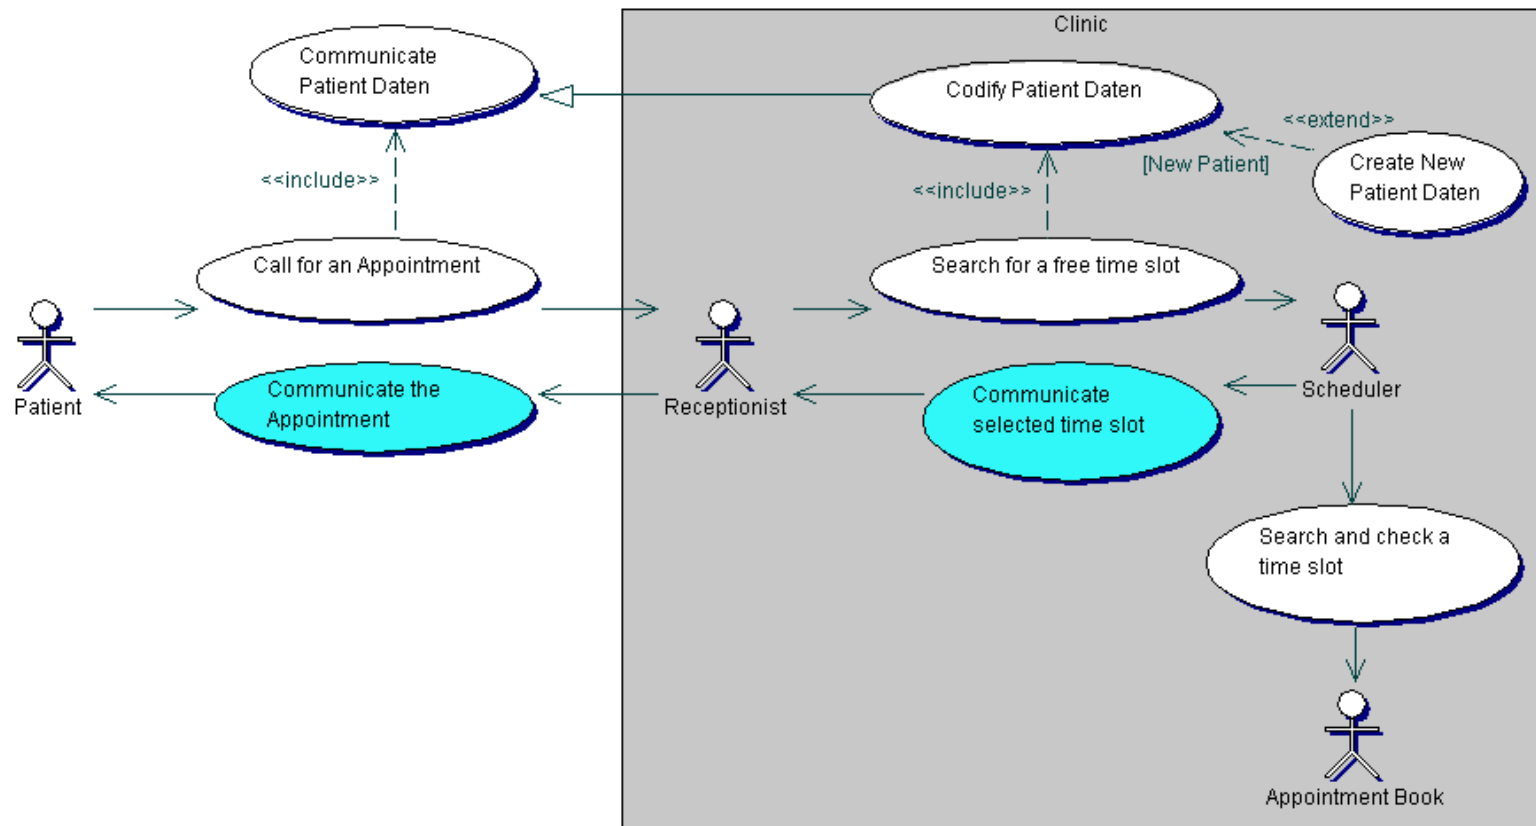 Clinic
Communicate
Patient Daten
Codify Patient Daten
<<extend>>
[New Patient]
Create New
Patient Daten
<<include>>
<<include>>
Call for an Appointment
Search for a free time slot
Patient
Communicate the
Appointment
Receptionist
Communicate
selected time slot
Scheduler
Search and check a
time slot
Appointment Book